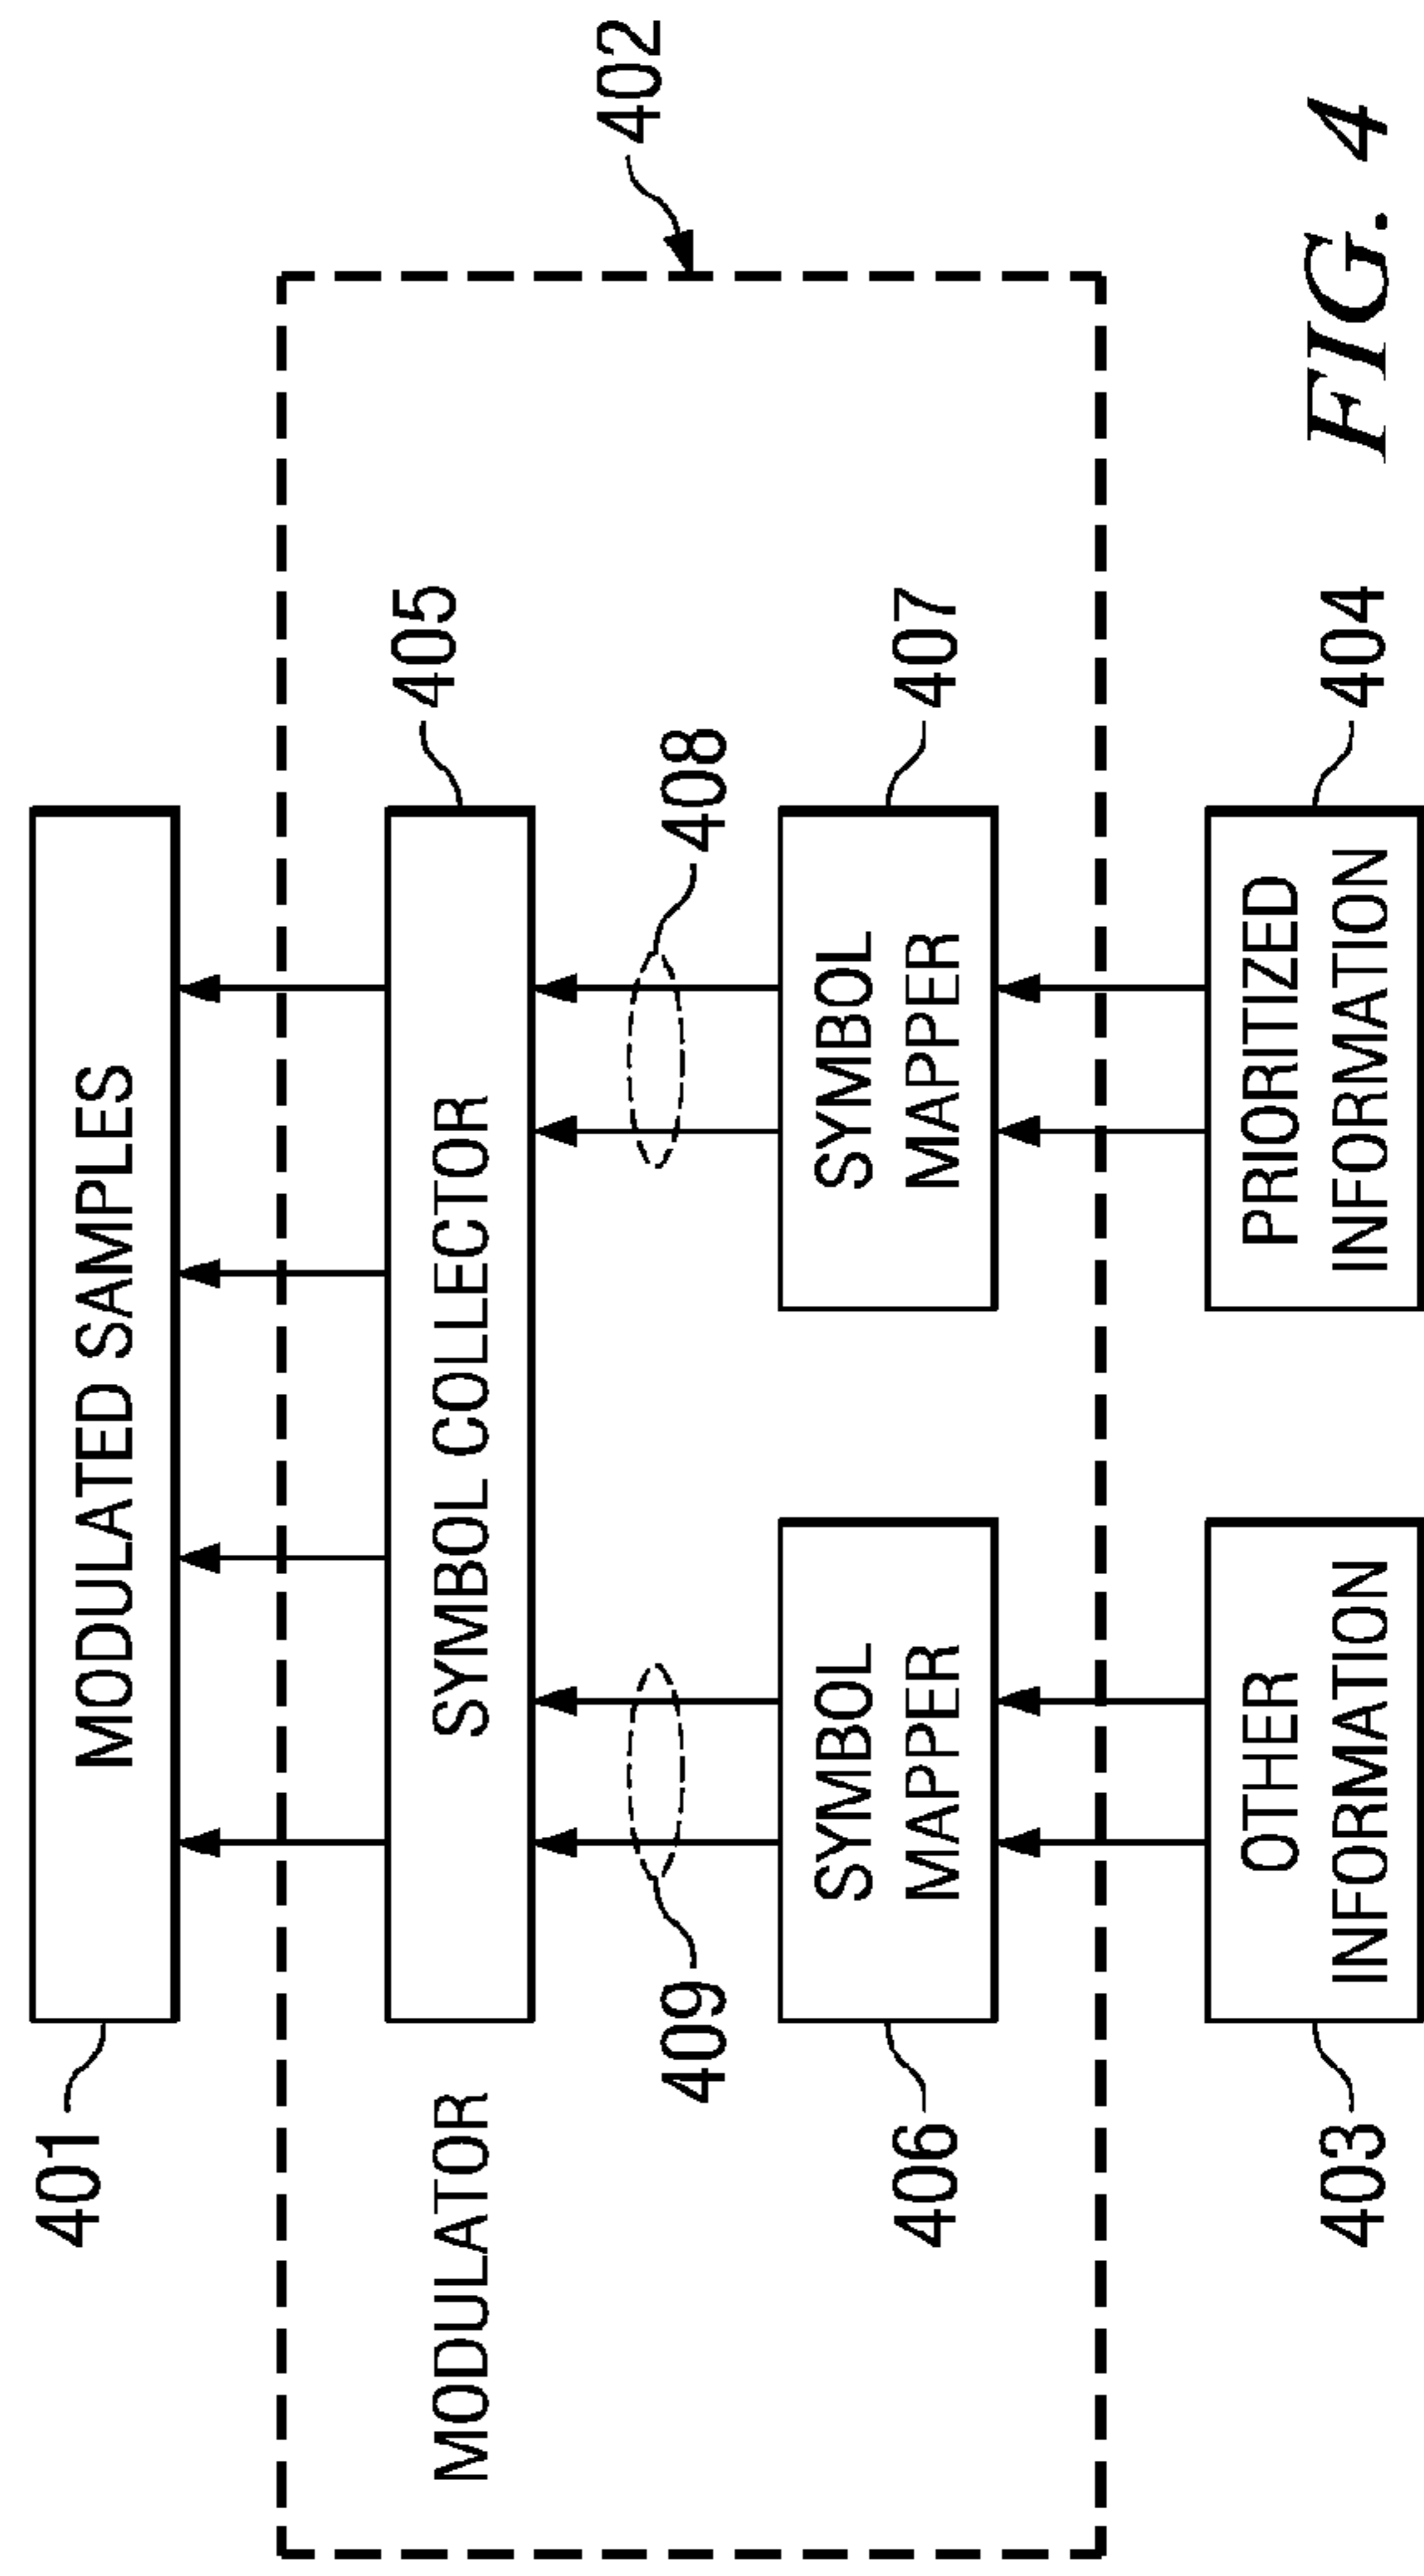 401
MODULATED SAMPLES
MODULATOR
SYMBOL COLLECTOR
405
402
409
408
406
SYMBOL
MAPPER
SYMBOL
MAPPER
407
403
OTHER
INFORMATION
PRIORITIZED
INFORMATION
404
FIG. 4